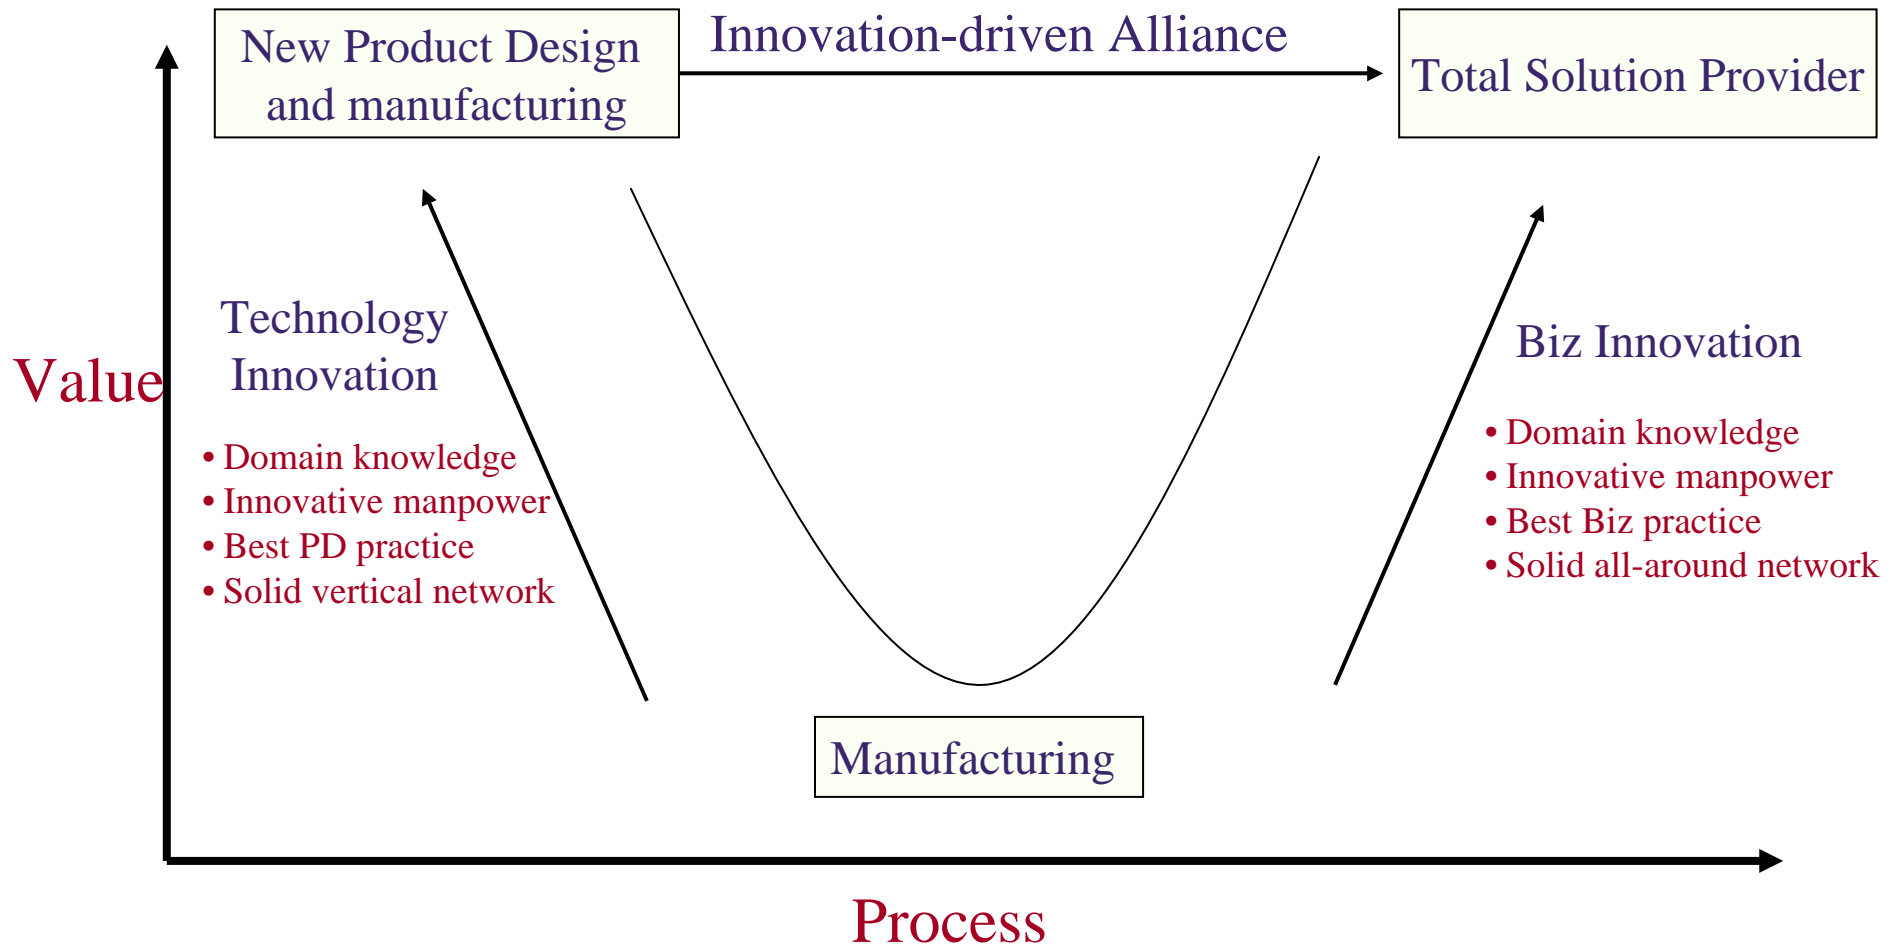 New Product Design
and manufacturing
Innovation-driven Alliance
Total Solution Provider
Technology
Innovation
Value
• Domain knowledge
• Innovative manpower
• Best PD practice
• Solid vertical network
Biz Innovation
• Domain knowledge
• Innovative manpower
• Best Biz practice
• Solid all-around network
Manufacturing
Process